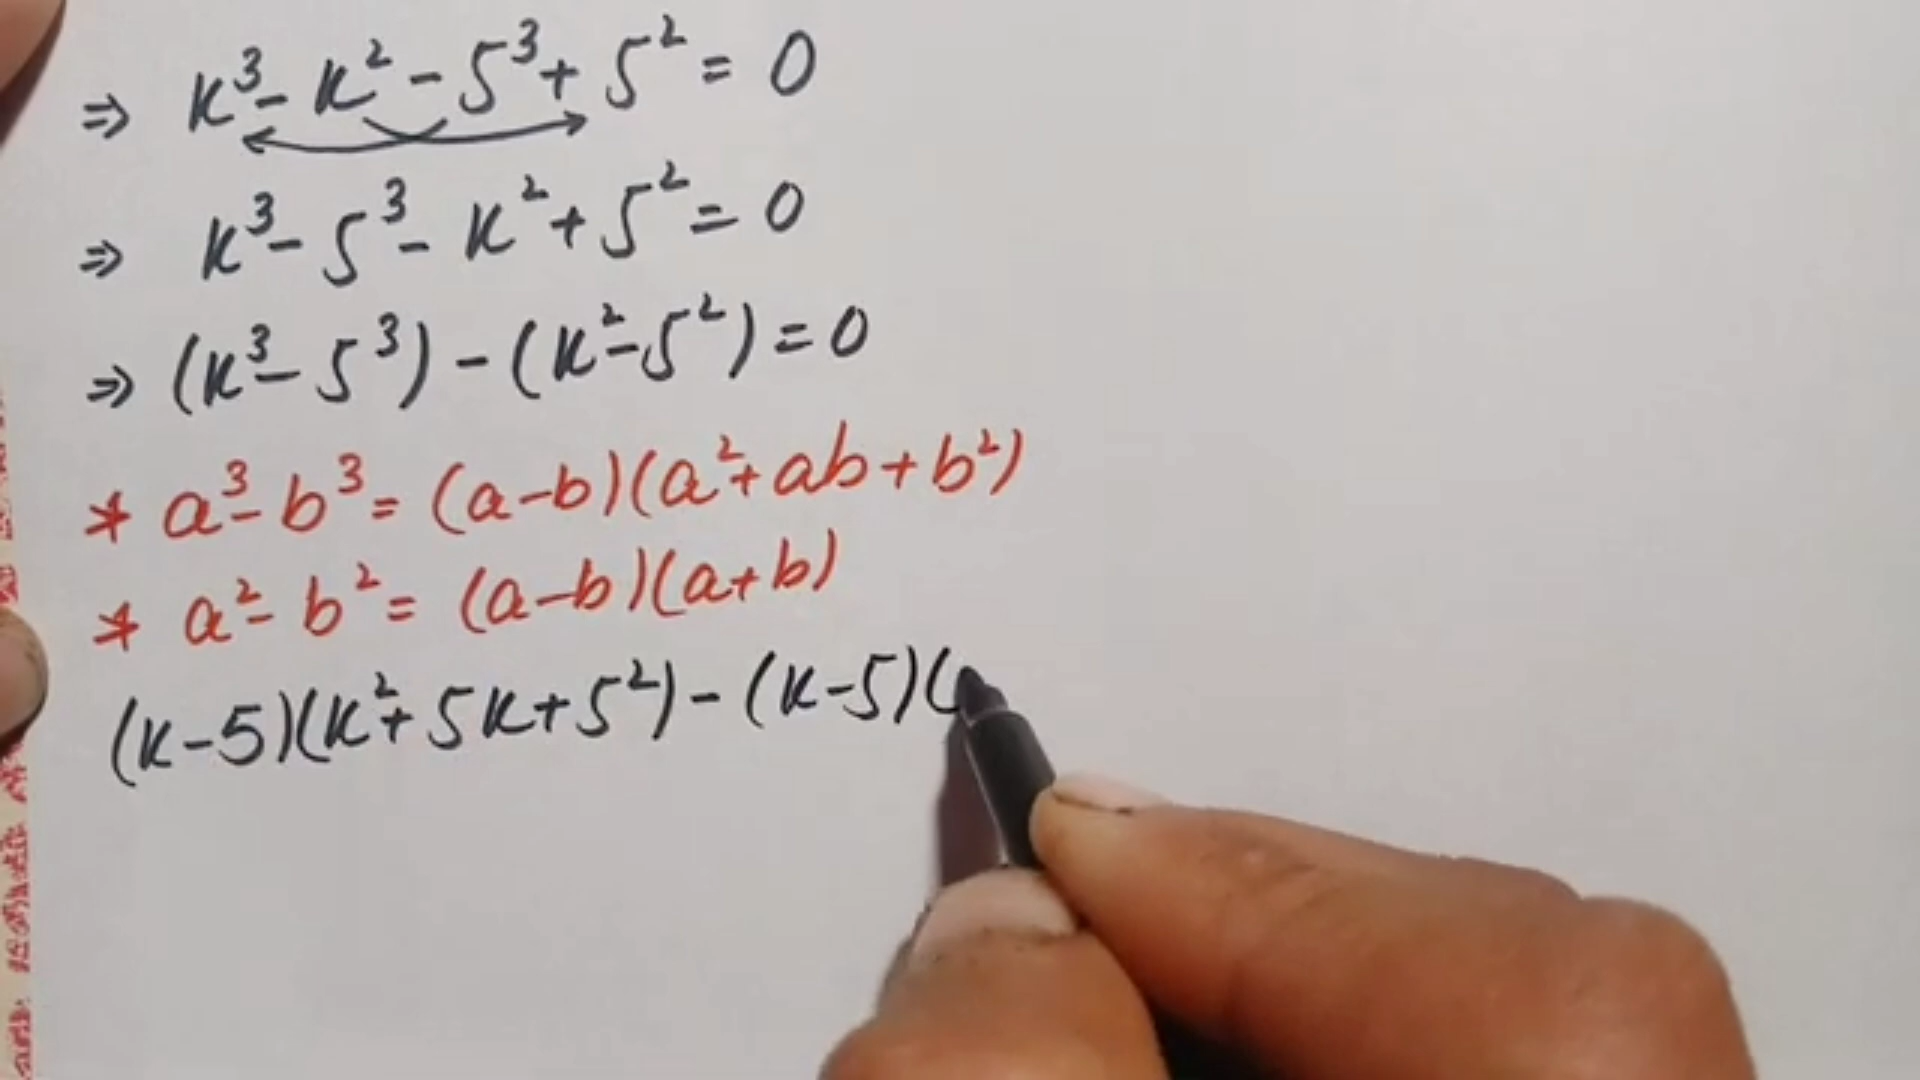 ⇒ K³ - K² - 5³ + 5² = 0
⇒ K³ - 5³ - K² + 5² = 0
⇒ (K³ - 5³) - (K² - 5²) = 0
* a³ - b³ = (a-b)(a² + ab + b²)
* a² - b² = (a-b)(a+b)
(K-5)(K² + 5K + 5²) - (K-5)(